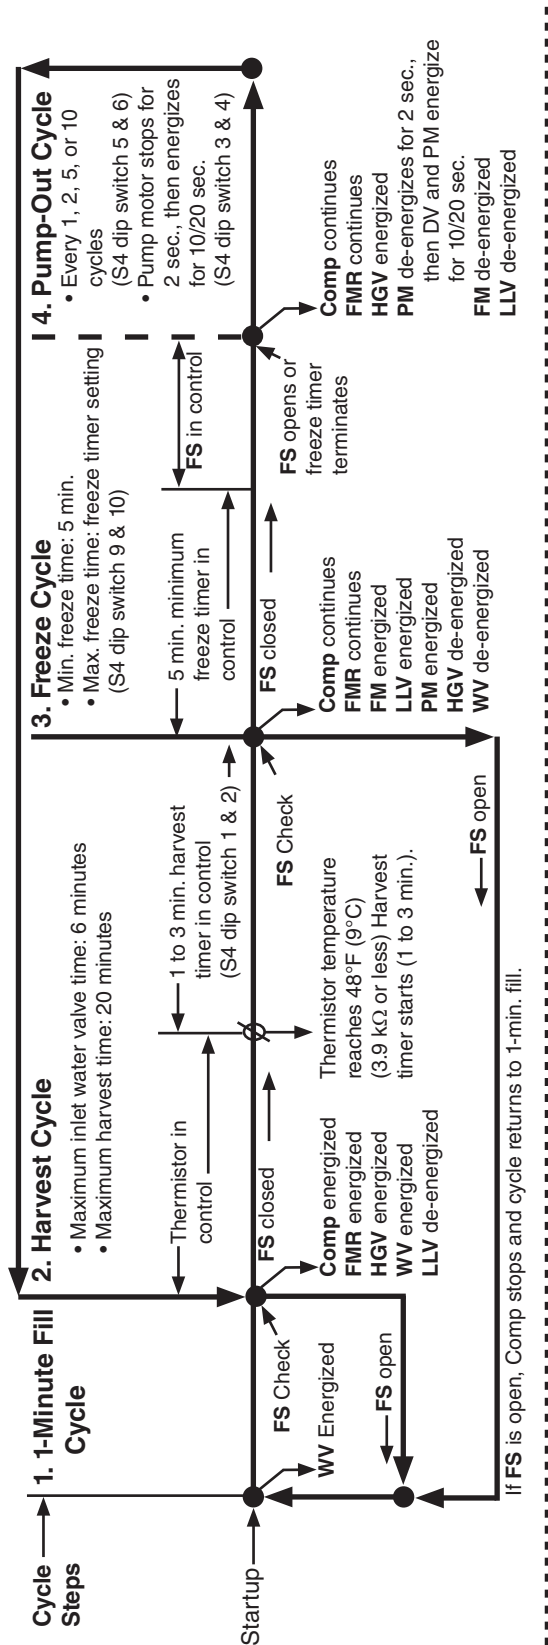 Cycle
Steps
1. 1-Minute Fill
Cycle
2. Harvest Cycle
• Maximum inlet water valve time: 6 minutes
• Maximum harvest time: 20 minutes
3. Freeze Cycle
• Min. freeze time: 5 min.
• Max. freeze time: freeze timer setting
(S4 dip switch 9 & 10)
4. Pump-Out Cycle
• Every 1, 2, 5, or 10
cycles
(S4 dip switch 5 & 6)
• Pump motor stops for
2 sec., then energizes
for 10/20 sec.
(S4 dip switch 3 & 4)
Thermistor in
control
1 to 3 min. harvest
timer in control
(S4 dip switch 1 & 2)
5 min. minimum
freeze timer in
control
FS in control
Startup
FS closed
FS closed
WV Energized
FS Check
FS open
Comp energized
FMR energized
HGV energized
WV energized
LLV de-energized
Thermistor temperature
reaches 48°F (9°C)
(3.9 kΩ or less) Harvest
timer starts (1 to 3 min.).
FS Check
FS open
Comp continues
FMR continues
FM energized
LLV energized
PM energized
HGV de-energized
WV de-energized
FS opens or
freeze timer
terminates
Comp continues
FMR continues
HGV energized
PM de-energizes for 2 sec.,
then DV and PM energize
for 10/20 sec.
FM de-energized
LLV de-energized
If FS is open, Comp stops and cycle returns to 1-min. fill.